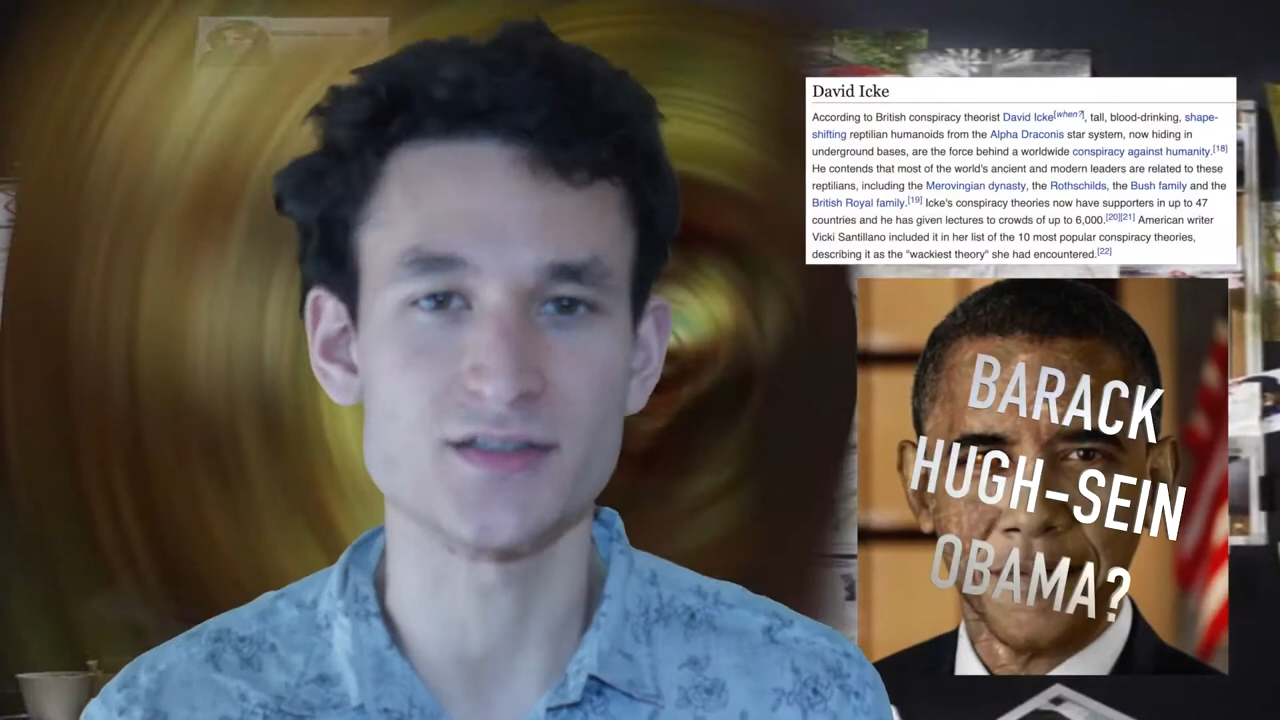 David Icke
According to British conspiracy theorist David Icke[when?], tall, blood-drinking, shape-
shifting reptilian humanoids from the Alpha Draconis star system, now hiding in
underground bases, are the force behind a worldwide conspiracy against humanity.[18]
He contends that most of the world's ancient and modern leaders are related to these
reptilians, including the Merovingian dynasty, the Rothschilds, the Bush family and the
British Royal family.[19] Icke's conspiracy theories now have supporters in up to 47
countries and he has given lectures to crowds of up to 6,000.[20][21] American writer
Vicki Santillano included it in her list of the 10 most popular conspiracy theories,
describing it as the "wackiest theory" she had encountered.[22]
BARACK
HUGH-SEIN
OBAMA?